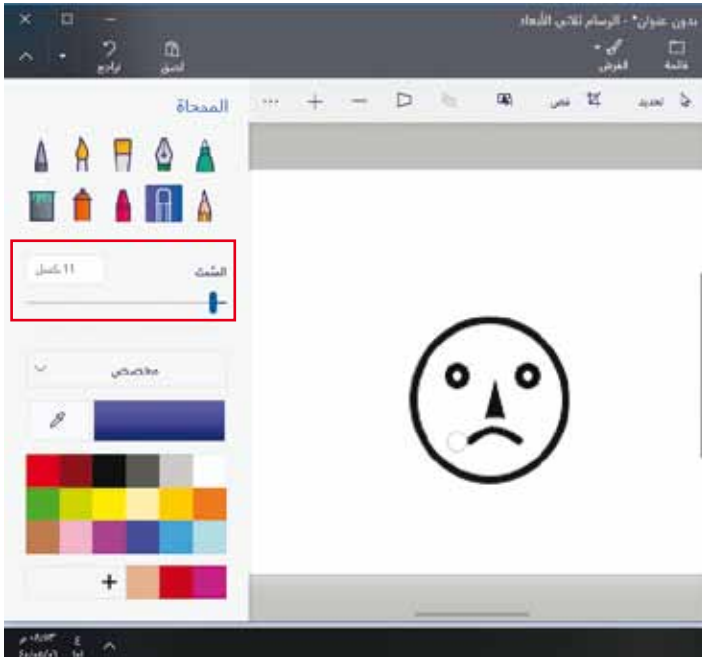 بدون عنوان* - الرسام ثلاثي الأبعاد
قائمة
الفرش
لصق
تراجع
تحديد
قص
الممحاة
السُمك
11 بكسل
مخصص